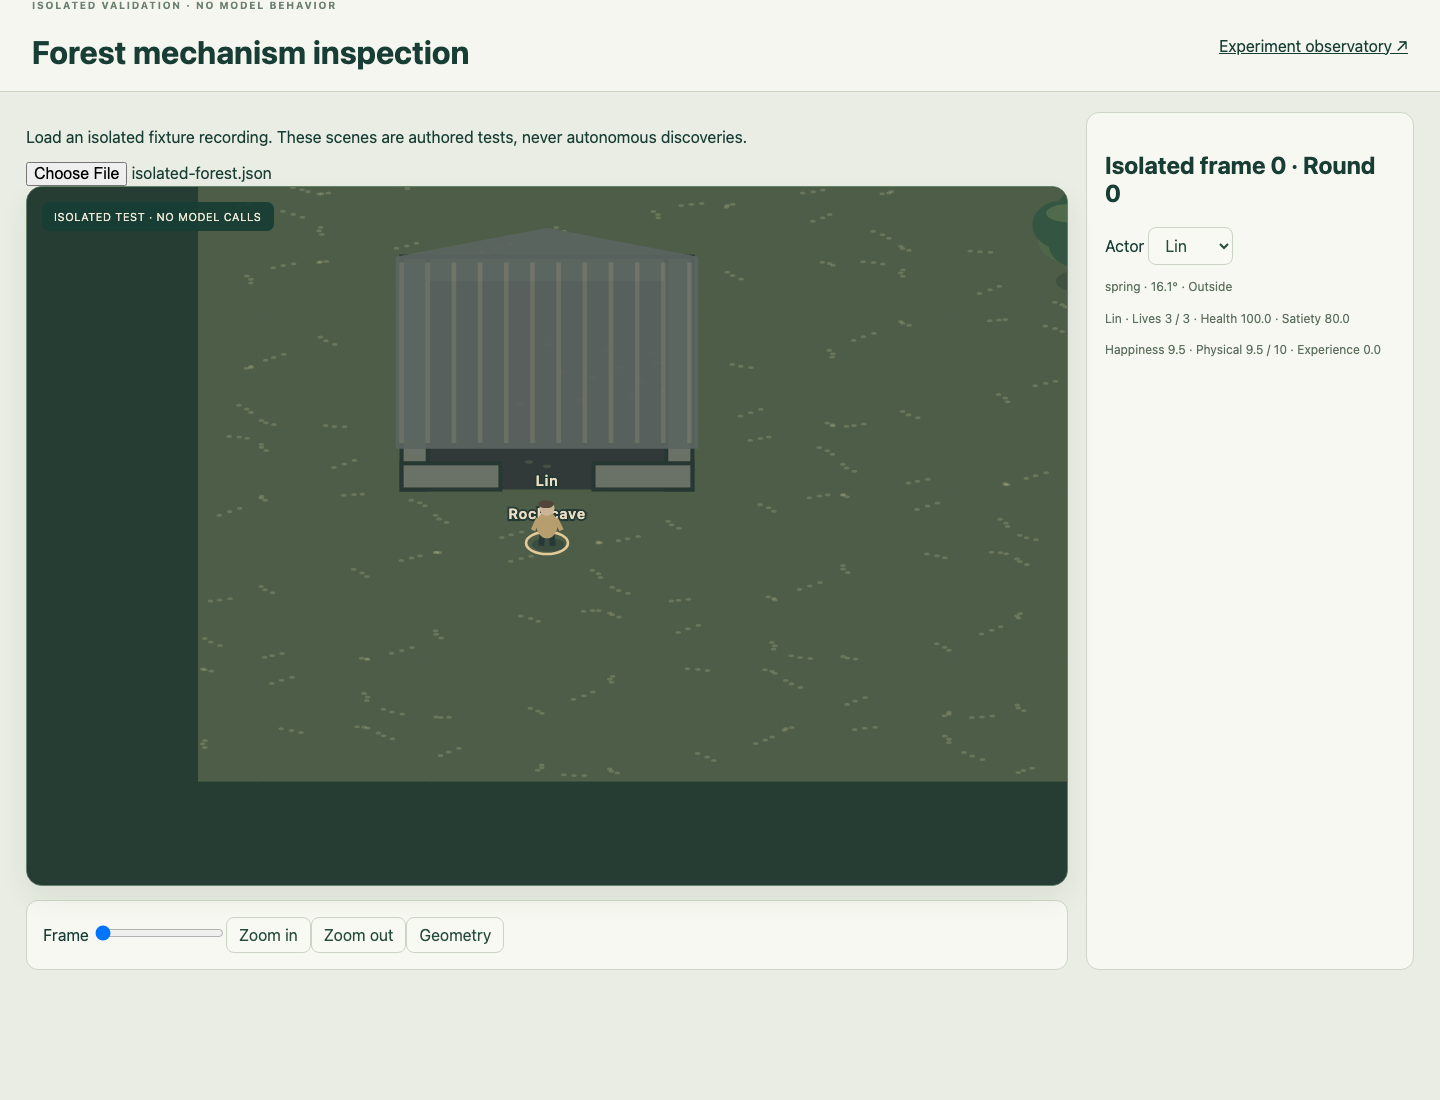 ISOLATED VALIDATION · NO MODEL BEHAVIOR
Forest mechanism inspection
Experiment observatory ↗
Load an isolated fixture recording. These scenes are authored tests, never autonomous discoveries.
Choose File isolated-forest.json
ISOLATED TEST · NO MODEL CALLS
Lin
Rock cave
Frame
Zoom in
Zoom out
Geometry
Isolated frame 0 · Round
0
Actor Lin
spring · 16.1° · Outside
Lin · Lives 3 / 3 · Health 100.0 · Satiety 80.0
Happiness 9.5 · Physical 9.5 / 10 · Experience 0.0